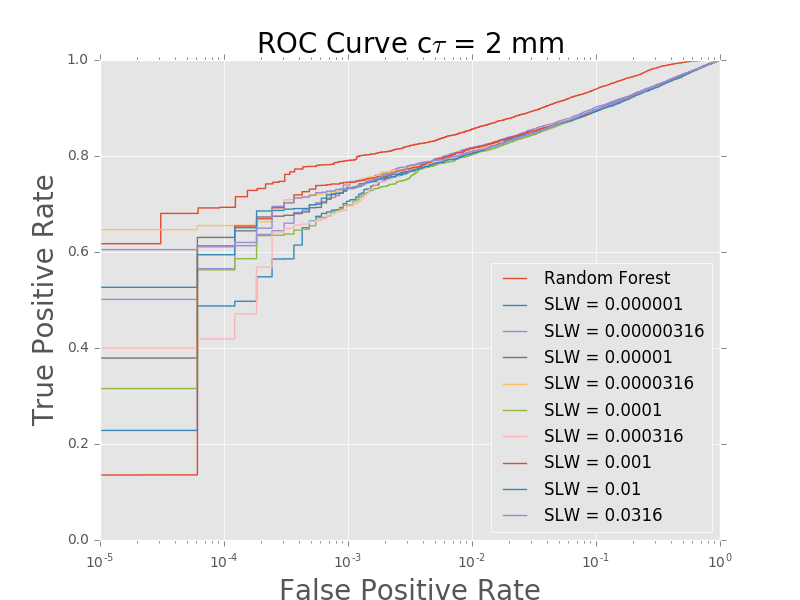 ROC Curve cτ = 2 mm
True Positive Rate
1.0
0.8
0.6
0.4
0.2
0.0
Random Forest
SLW = 0.000001
SLW = 0.00000316
SLW = 0.00001
SLW = 0.0000316
SLW = 0.0001
SLW = 0.000316
SLW = 0.001
SLW = 0.01
SLW = 0.0316
10⁻⁵ 10⁻⁴ 10⁻³ 10⁻² 10⁻¹ 10⁰
False Positive Rate